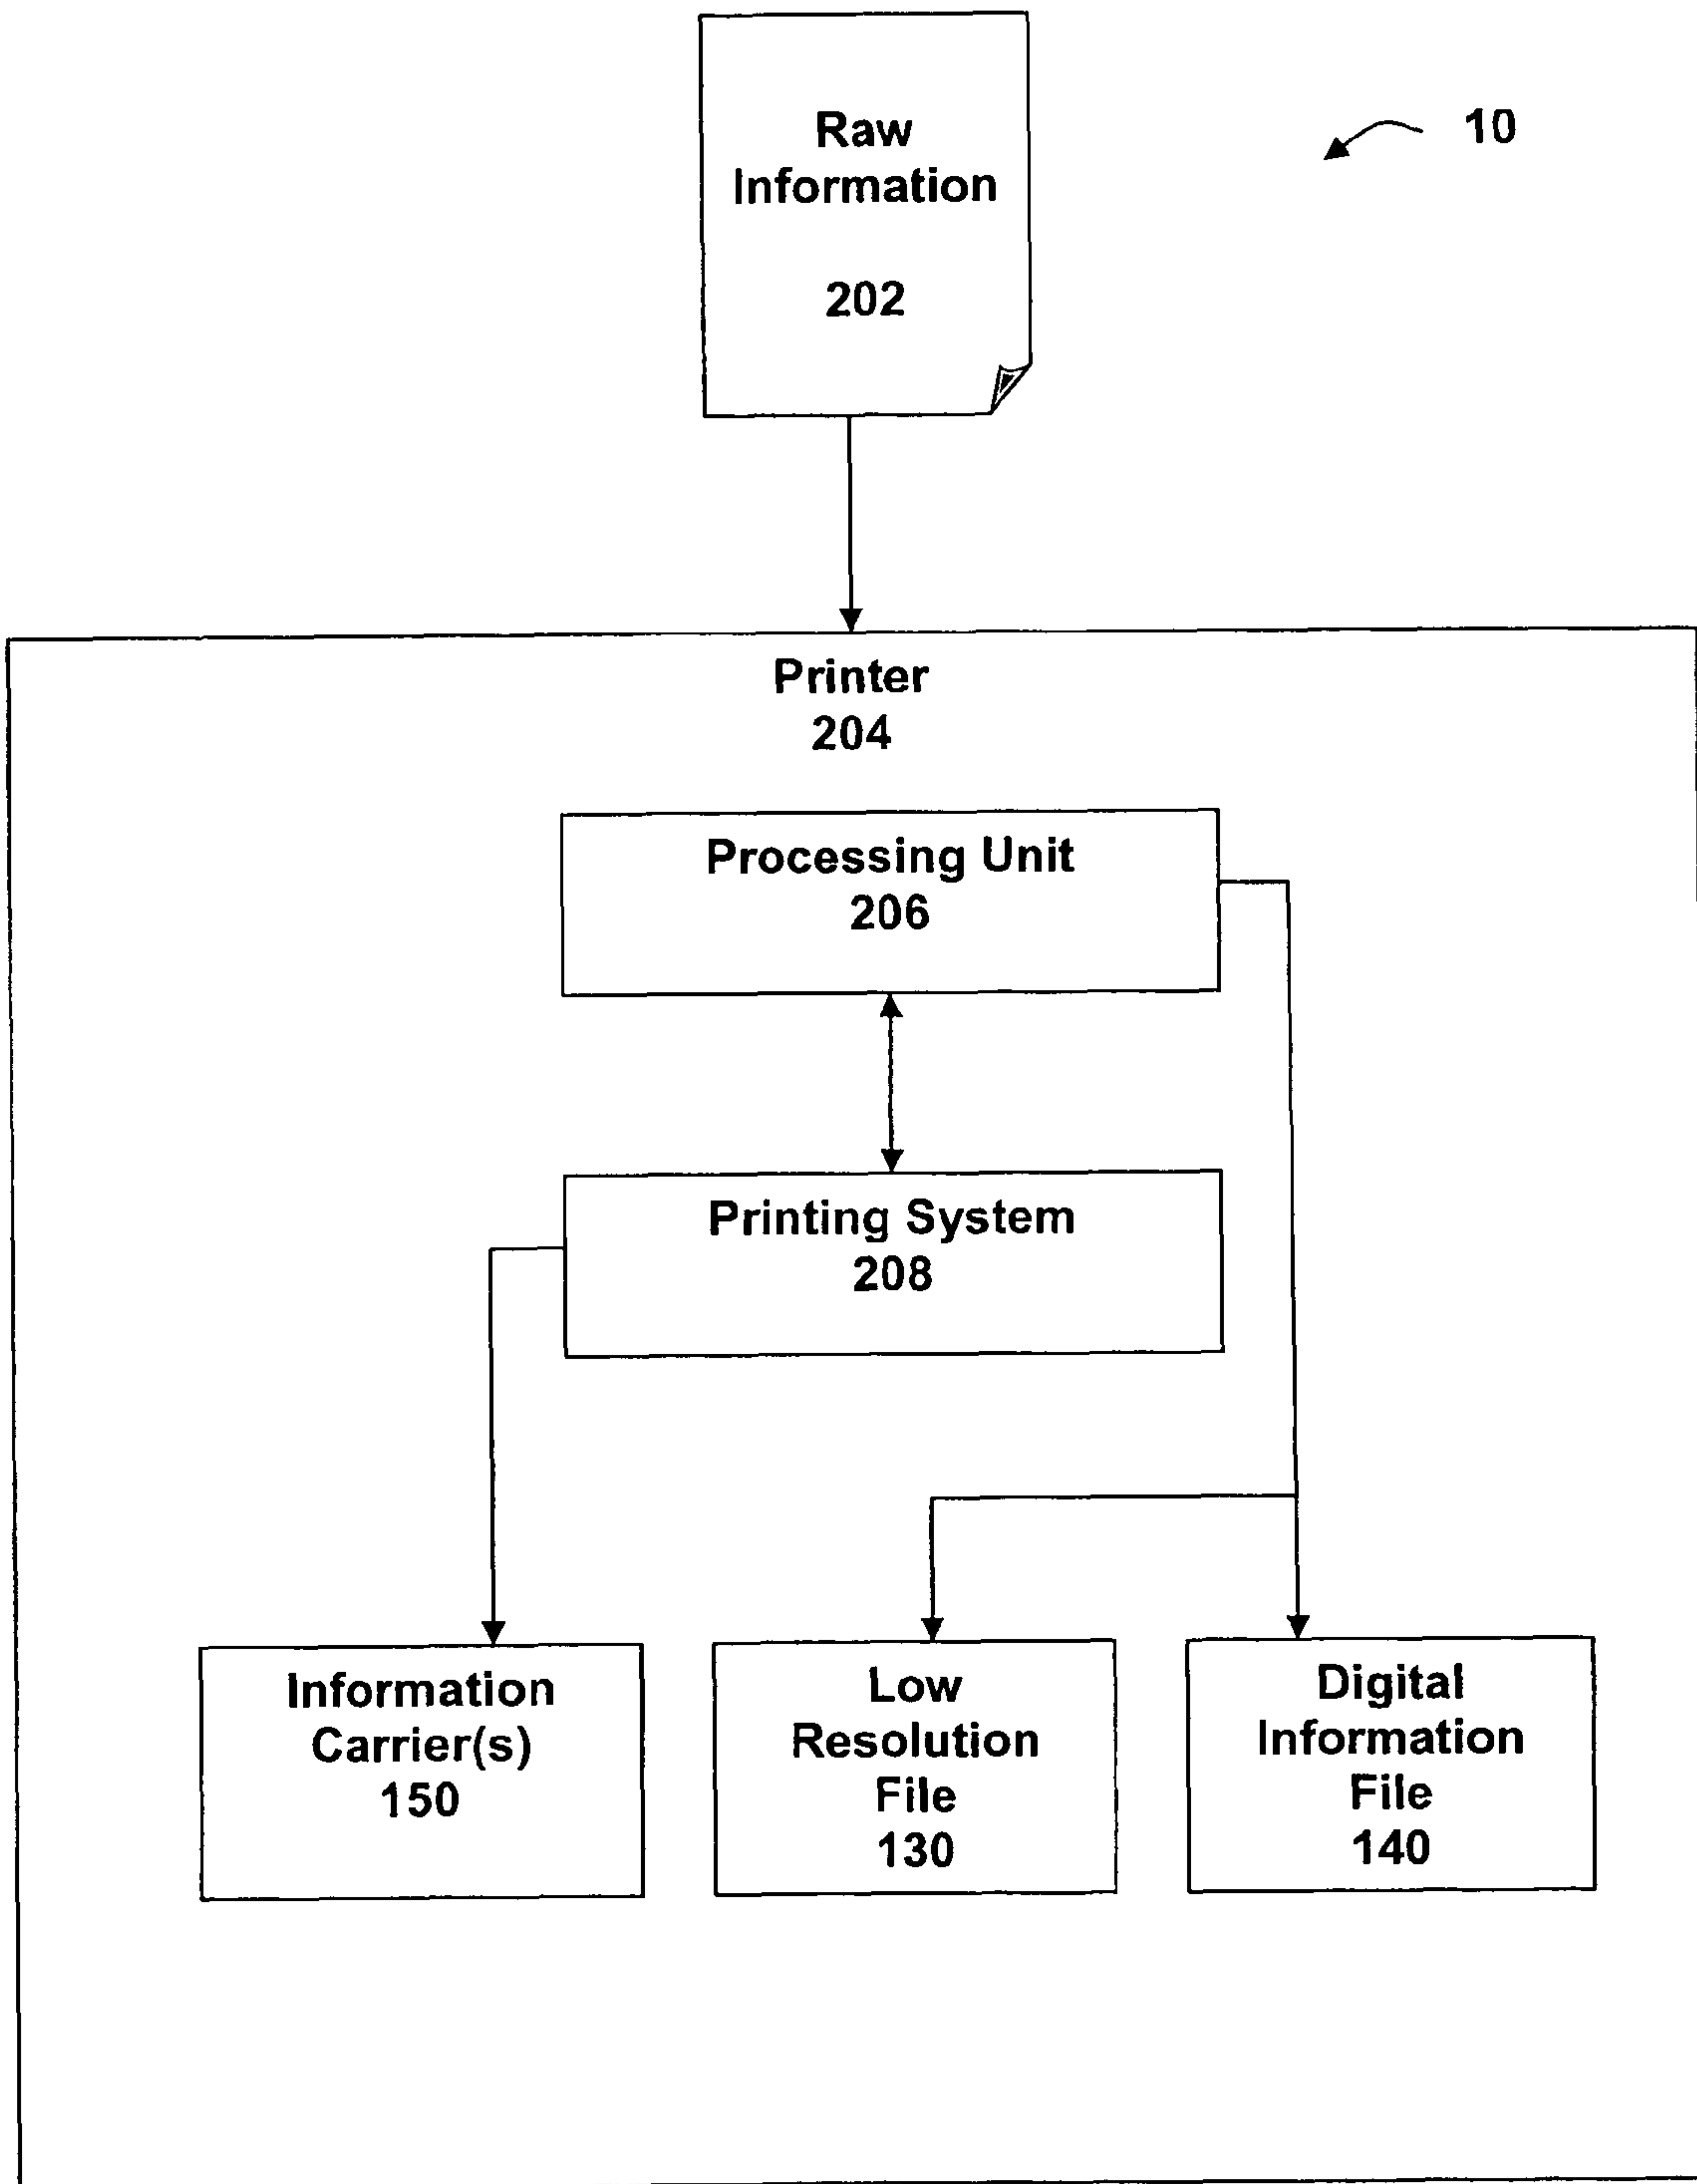 Raw
Information
202
10
Printer
204
Processing Unit
206
Printing System
208
Information
Carrier(s)
150
Low
Resolution
File
130
Digital
Information
File
140